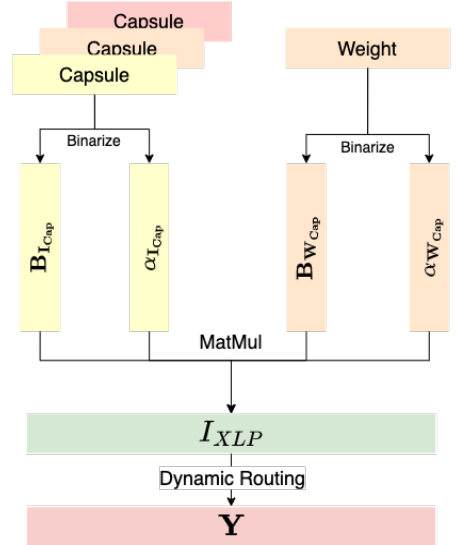 Capsule
Capsule
Capsule
Weight
Binarize
Binarize
B_{I_{Cap}}
α_{I_{Cap}}
B_{W_{Cap}}
α_{W_{Cap}}
MatMul
I_{XLP}
Dynamic Routing
Y